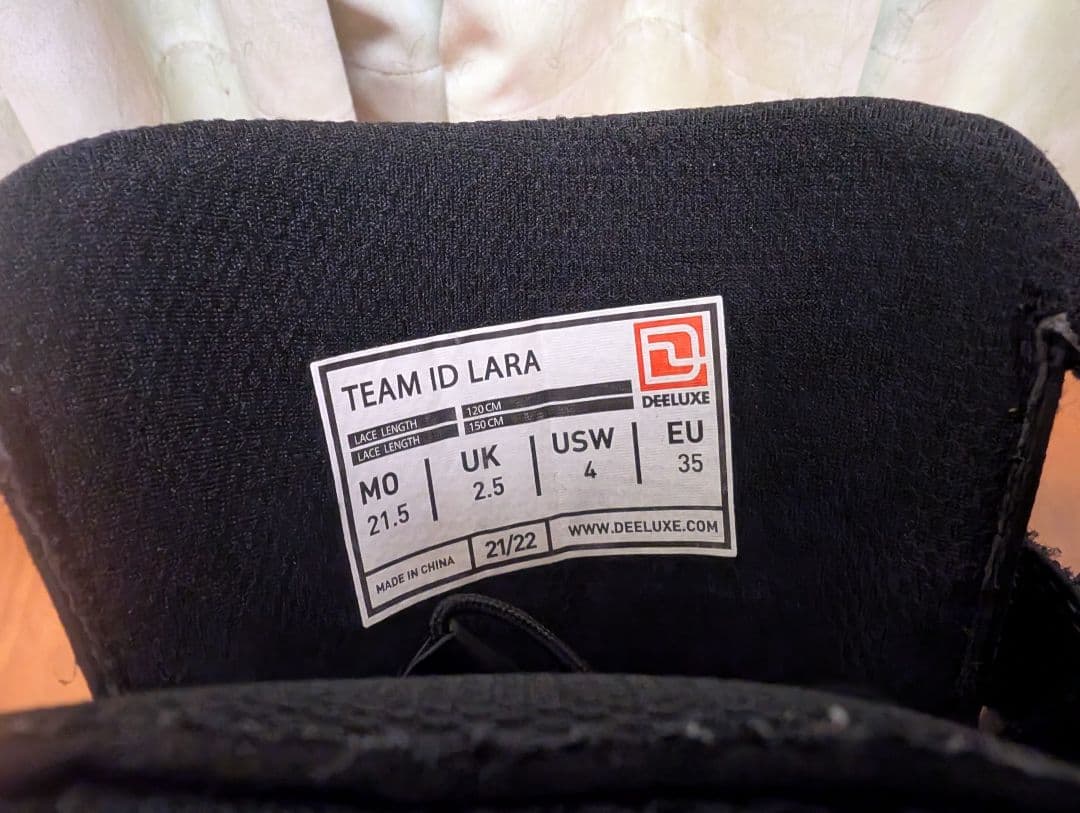 TEAM ID LARA
DEELUXE
LACE LENGTH 120 CM
LACE LENGTH 150 CM
MO UK USW EU
21.5 2.5 4 35
MADE IN CHINA 21/22 WWW.DEELUXE.COM